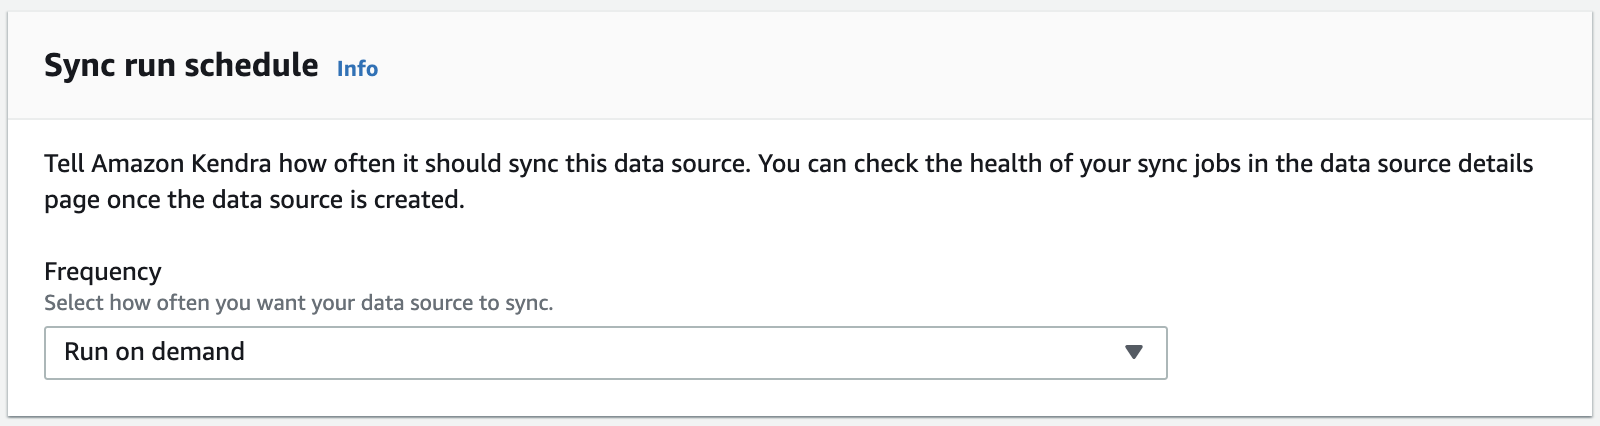 Sync run schedule Info
Tell Amazon Kendra how often it should sync this data source. You can check the health of your sync jobs in the data source details
page once the data source is created.
Frequency
Select how often you want your data source to sync.
Run on demand